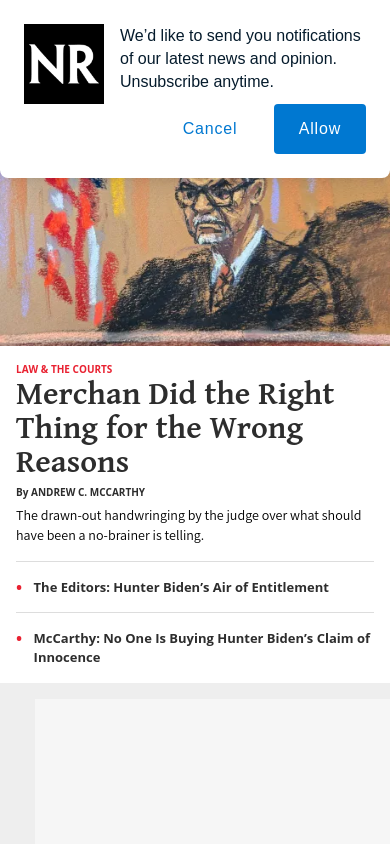 NR
We’d like to send you notifications
of our latest news and opinion.
Unsubscribe anytime.
Cancel
Allow
LAW & THE COURTS
Merchan Did the Right
Thing for the Wrong
Reasons
By ANDREW C. MCCARTHY
The drawn-out handwringing by the judge over what should
have been a no-brainer is telling.
The Editors: Hunter Biden’s Air of Entitlement
McCarthy: No One Is Buying Hunter Biden’s Claim of
Innocence